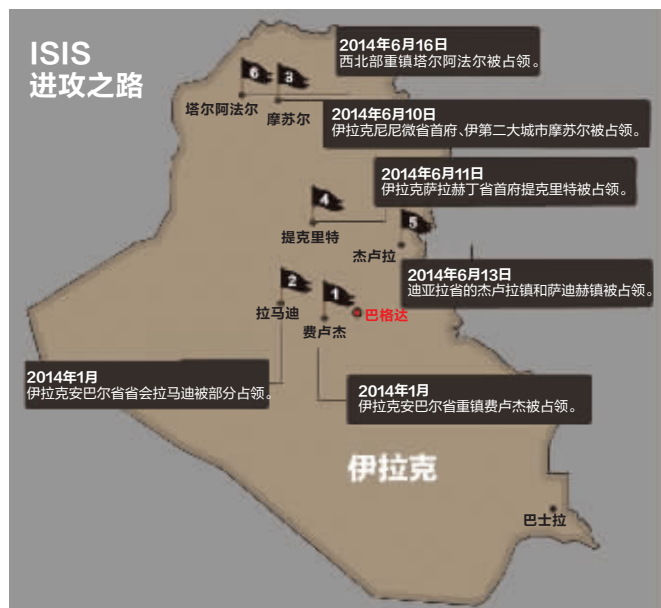 ISIS
进攻之路
2014年6月16日
西北部重镇塔尔阿法尔被占领。
6
3
塔尔阿法尔
摩苏尔
2014年6月10日
伊拉克尼尼微省首府、伊第二大城市摩苏尔被占领。
2014年6月11日
伊拉克萨拉赫丁省首府提克里特被占领。
4
提克里特
5
杰卢拉
2014年6月13日
迪亚拉省的杰卢拉镇和萨迪赫镇被占领。
2
拉马迪
1
费卢杰
巴格达
2014年1月
伊拉克安巴尔省省会拉马迪被部分占领。
2014年1月
伊拉克安巴尔省重镇费卢杰被占领。
伊拉克
巴士拉